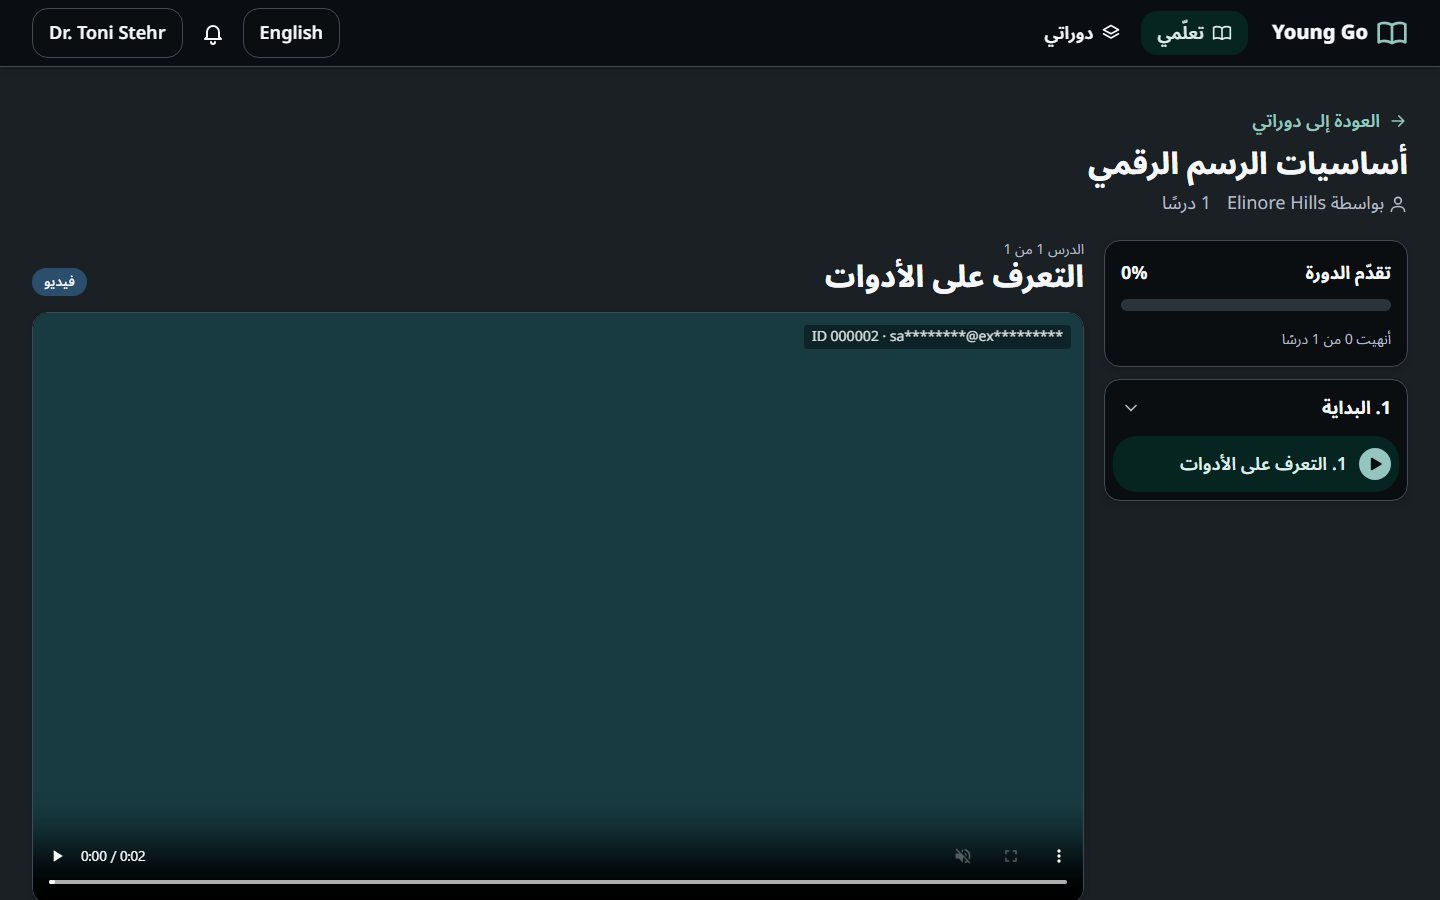 Young Go
تعلّمي
دوراتي
English
Dr. Toni Stehr
العودة إلى دوراتي
أساسيات الرسم الرقمي
بواسطة Elinore Hills
1 درسًا
تقدّم الدورة
0%
أنهيت 0 من 1 درسًا
1. البداية
1. التعرف على الأدوات
الدرس 1 من 1
التعرف على الأدوات
فيديو
ID 000002 · sa********@ex*********
0:00 / 0:02